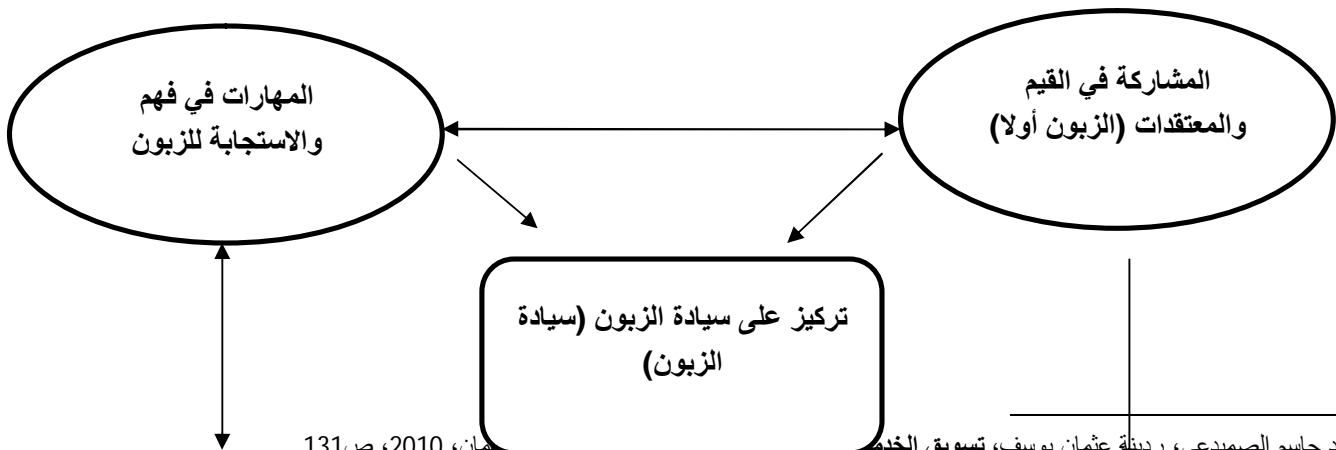 المشاركة في القيم
والمعتقدات (الزبون أولا)
المهارات في فهم
والاستجابة للزبون
تركيز على سيادة الزبون (سيادة
الزبون)
جاسم الصميدعي، ردينة عثمان يوسف، تسويق 2010، ص131